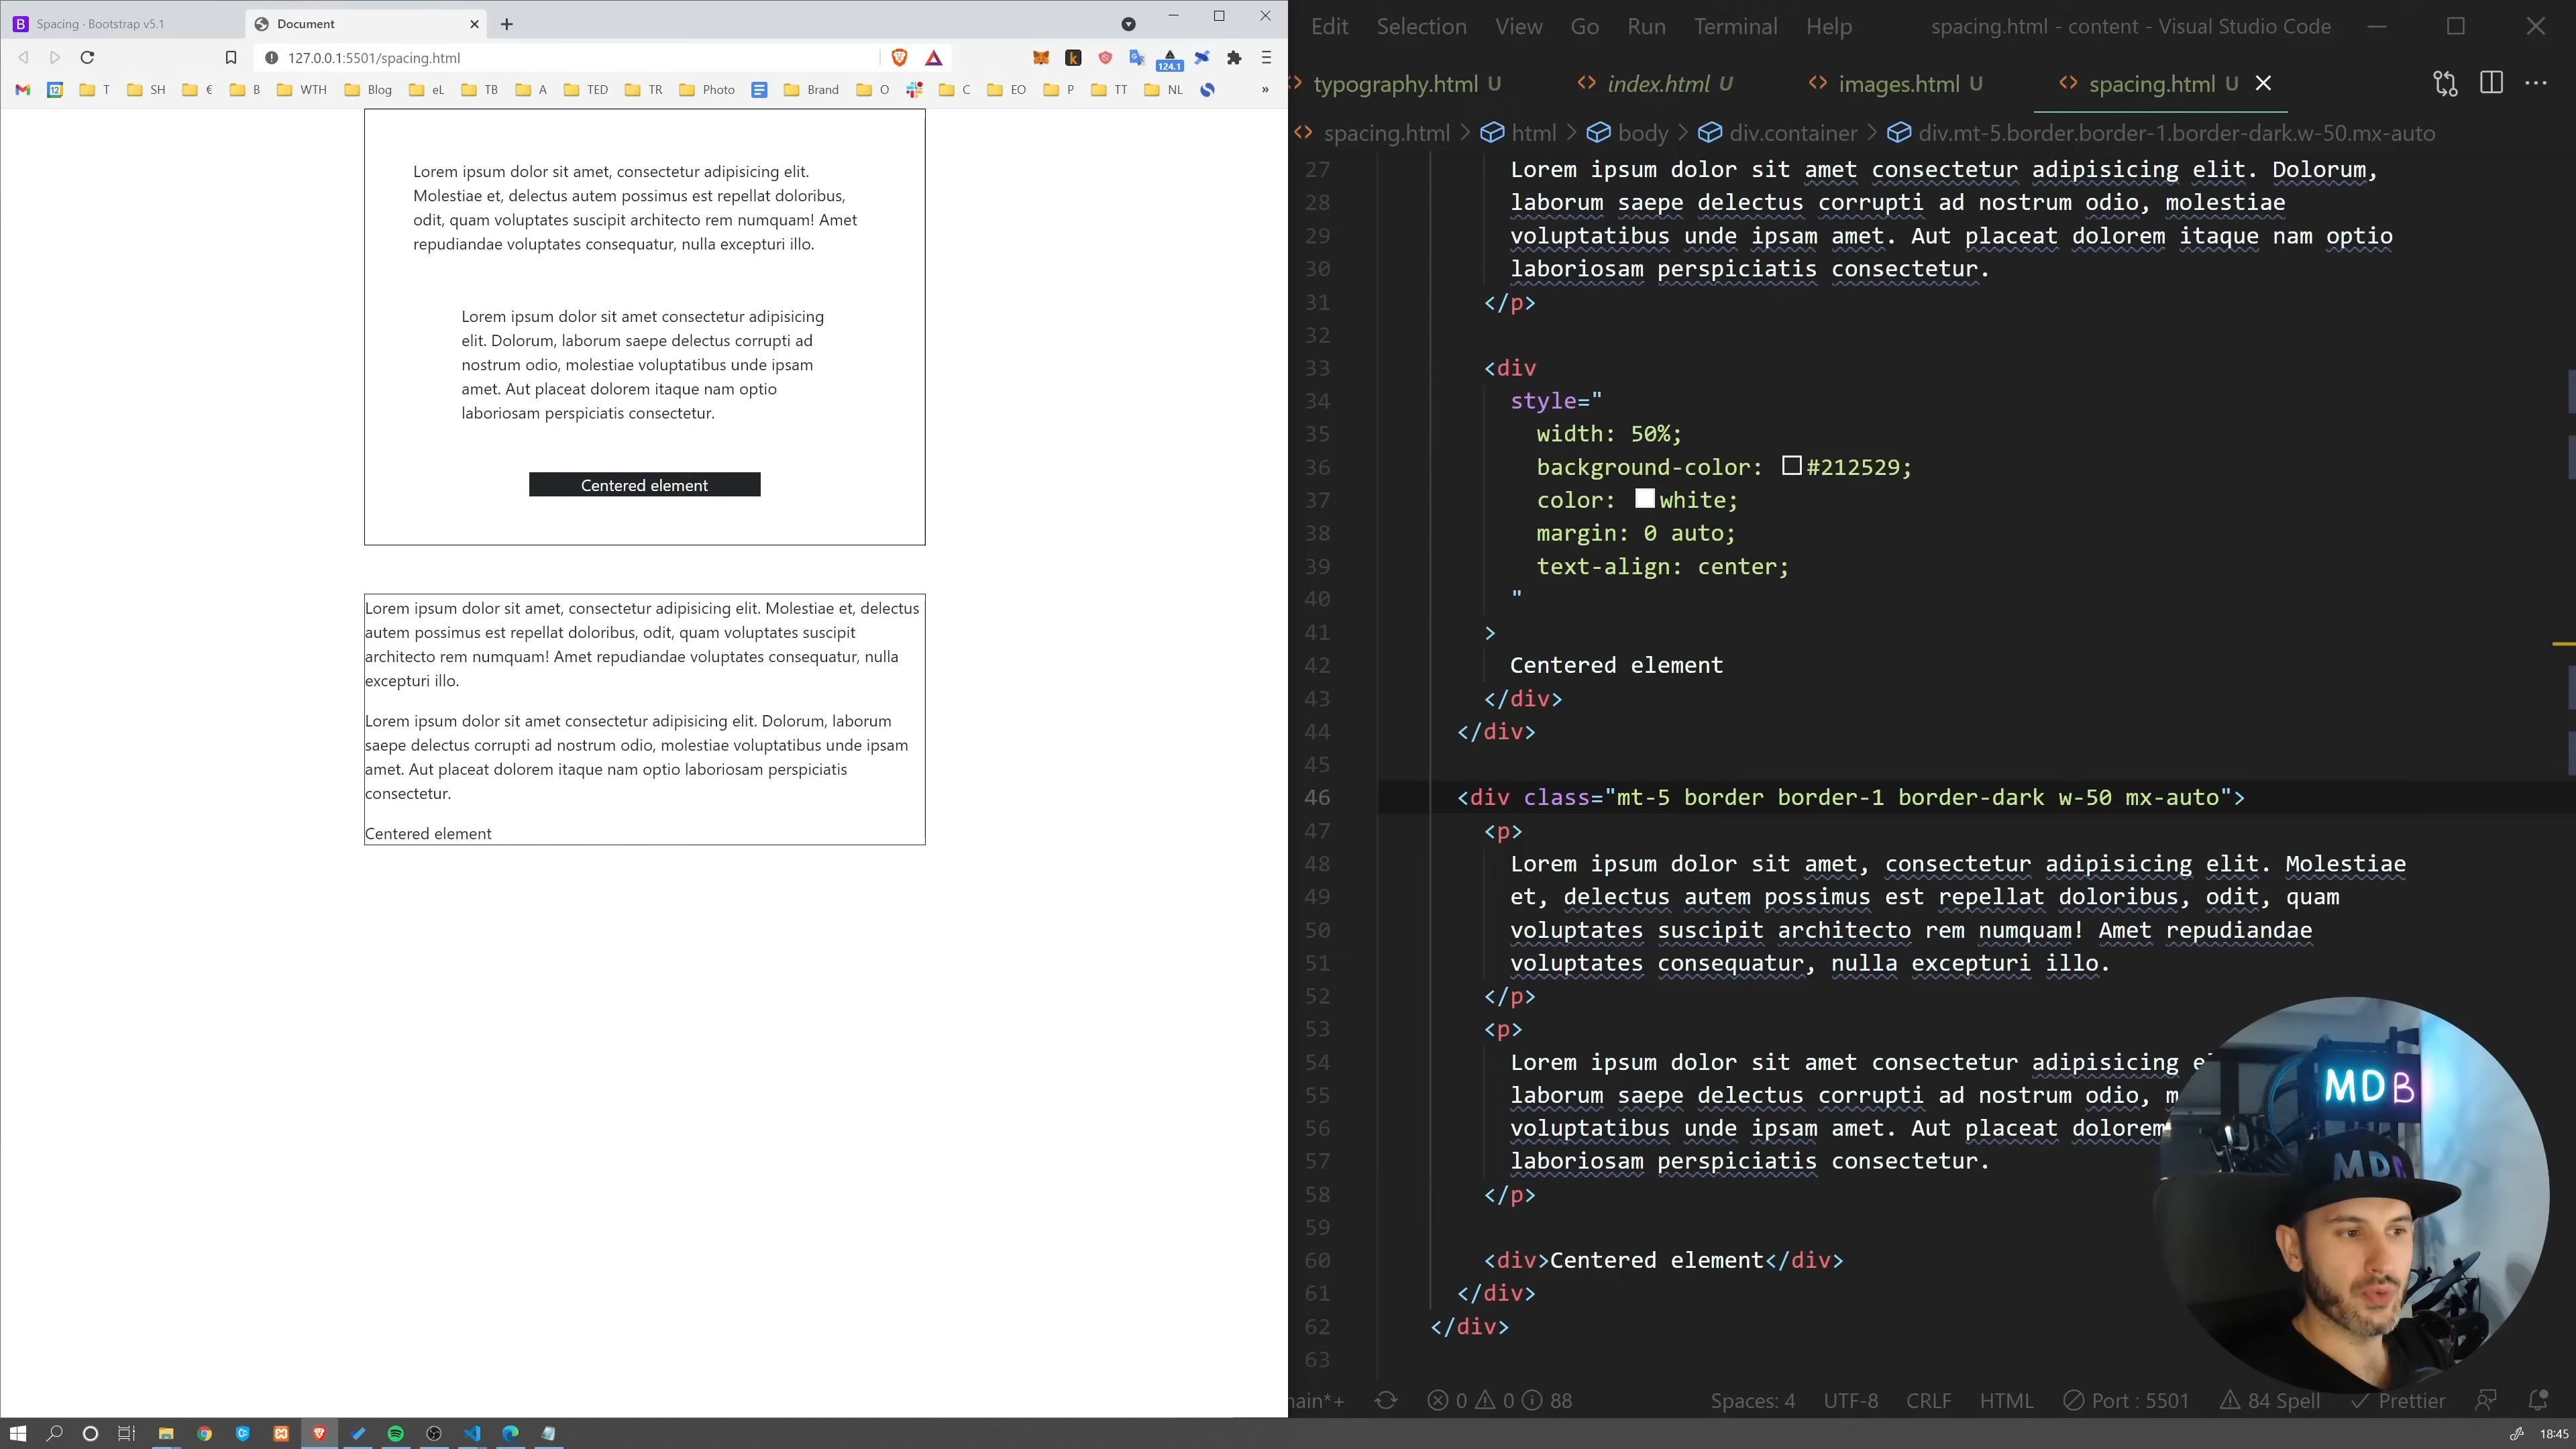 Spacing · Bootstrap v5.1
Document
127.0.0.1:5501/spacing.html
124.1
12
T
SH
€
B
WTH
Blog
eL
TB
A
TED
TR
Photo
Brand
O
C
EO
P
TT
NL
»
Lorem ipsum dolor sit amet, consectetur adipisicing elit.
Molestiae et, delectus autem possimus est repellat doloribus,
odit, quam voluptates suscipit architecto rem numquam! Amet
repudiandae voluptates consequatur, nulla excepturi illo.
Lorem ipsum dolor sit amet consectetur adipisicing
elit. Dolorum, laborum saepe delectus corrupti ad
nostrum odio, molestiae voluptatibus unde ipsam
amet. Aut placeat dolorem itaque nam optio
laboriosam perspiciatis consectetur.
Centered element
Lorem ipsum dolor sit amet, consectetur adipisicing elit. Molestiae et, delectus
autem possimus est repellat doloribus, odit, quam voluptates suscipit
architecto rem numquam! Amet repudiandae voluptates consequatur, nulla
excepturi illo.
Lorem ipsum dolor sit amet consectetur adipisicing elit. Dolorum, laborum
saepe delectus corrupti ad nostrum odio, molestiae voluptatibus unde ipsam
amet. Aut placeat dolorem itaque nam optio laboriosam perspiciatis
consectetur.
Centered element
Edit Selection View Go Run Terminal Help spacing.html - content - Visual Studio Code
typography.html U index.html U images.html U spacing.html U
spacing.html > html > body > div.container > div.mt-5.border.border-1.border-dark.w-50.mx-auto
27 Lorem ipsum dolor sit amet consectetur adipisicing elit. Dolorum,
28 laborum saepe delectus corrupti ad nostrum odio, molestiae
29 voluptatibus unde ipsam amet. Aut placeat dolorem itaque nam optio
30 laboriosam perspiciatis consectetur.
31 </p>
32
33 <div
34 style="
35 width: 50%;
36 background-color: #212529;
37 color: white;
38 margin: 0 auto;
39 text-align: center;
40 "
41 >
42 Centered element
43 </div>
44 </div>
45
46 <div class="mt-5 border border-1 border-dark w-50 mx-auto">
47 <p>
48 Lorem ipsum dolor sit amet, consectetur adipisicing elit. Molestiae
49 et, delectus autem possimus est repellat doloribus, odit, quam
50 voluptates suscipit architecto rem numquam! Amet repudiandae
51 voluptates consequatur, nulla excepturi illo.
52 </p>
53 <p>
54 Lorem ipsum dolor sit amet consectetur adipisicing
55 laborum saepe delectus corrupti ad nostrum odio,
56 voluptatibus unde ipsam amet. Aut placeat dolorem
57 laboriosam perspiciatis consectetur.
58 </p>
59
60 <div>Centered element</div>
61 </div>
62 </div>
63
MDB
MDB
main*+ 0 0 88 Spaces: 4 UTF-8 CRLF HTML Port : 5501 84 Spell Prettier
18:45